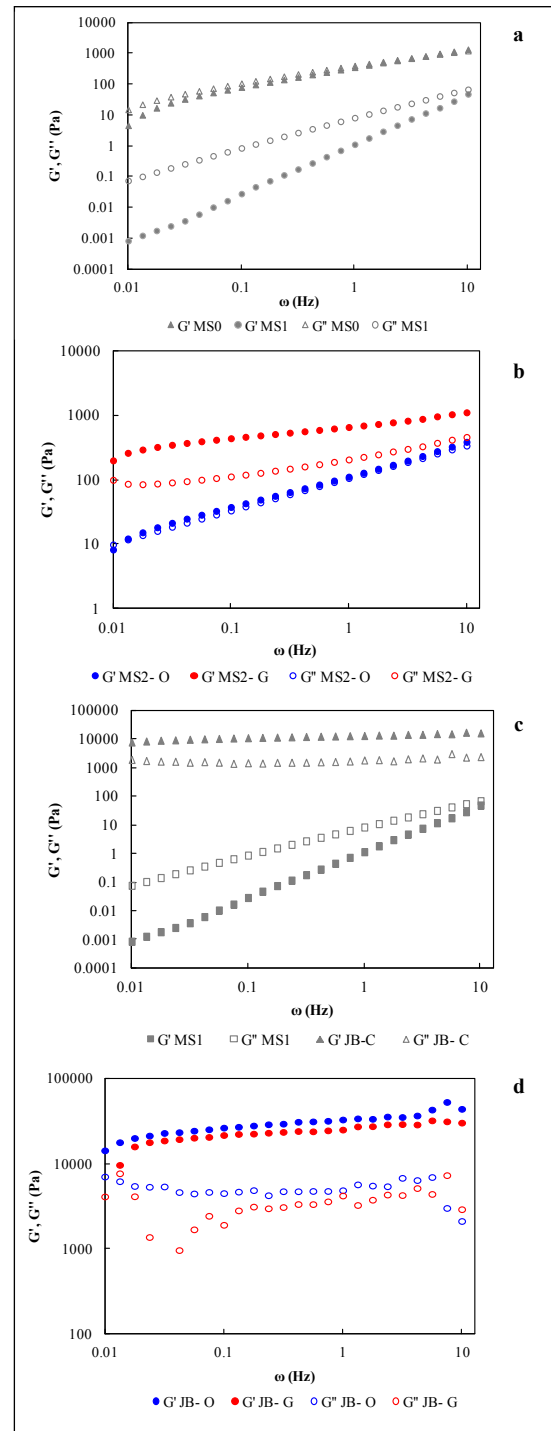 a
10000
1000
100
10
1
0.1
0.01
0.001
0.0001
G', G'' (Pa)
0.01 0.1 1 10
ω (Hz)
G' MS0 G' MS1 G'' MS0 G'' MS1
b
10000
1000
100
10
1
G', G'' (Pa)
0.01 0.1 1 10
ω (Hz)
G' MS2- O G' MS2- G G'' MS2- O G'' MS2- G
c
100000
10000
1000
100
10
1
0.1
0.01
0.001
0.0001
G', G'' (Pa)
0.01 0.1 1 10
ω (Hz)
G' MS1 G'' MS1 G' JB-C G'' JB- C
d
100000
10000
1000
100
G', G'' (Pa)
0.01 0.1 1 10
ω (Hz)
G' JB- O G' JB- G G'' JB- O G'' JB- G